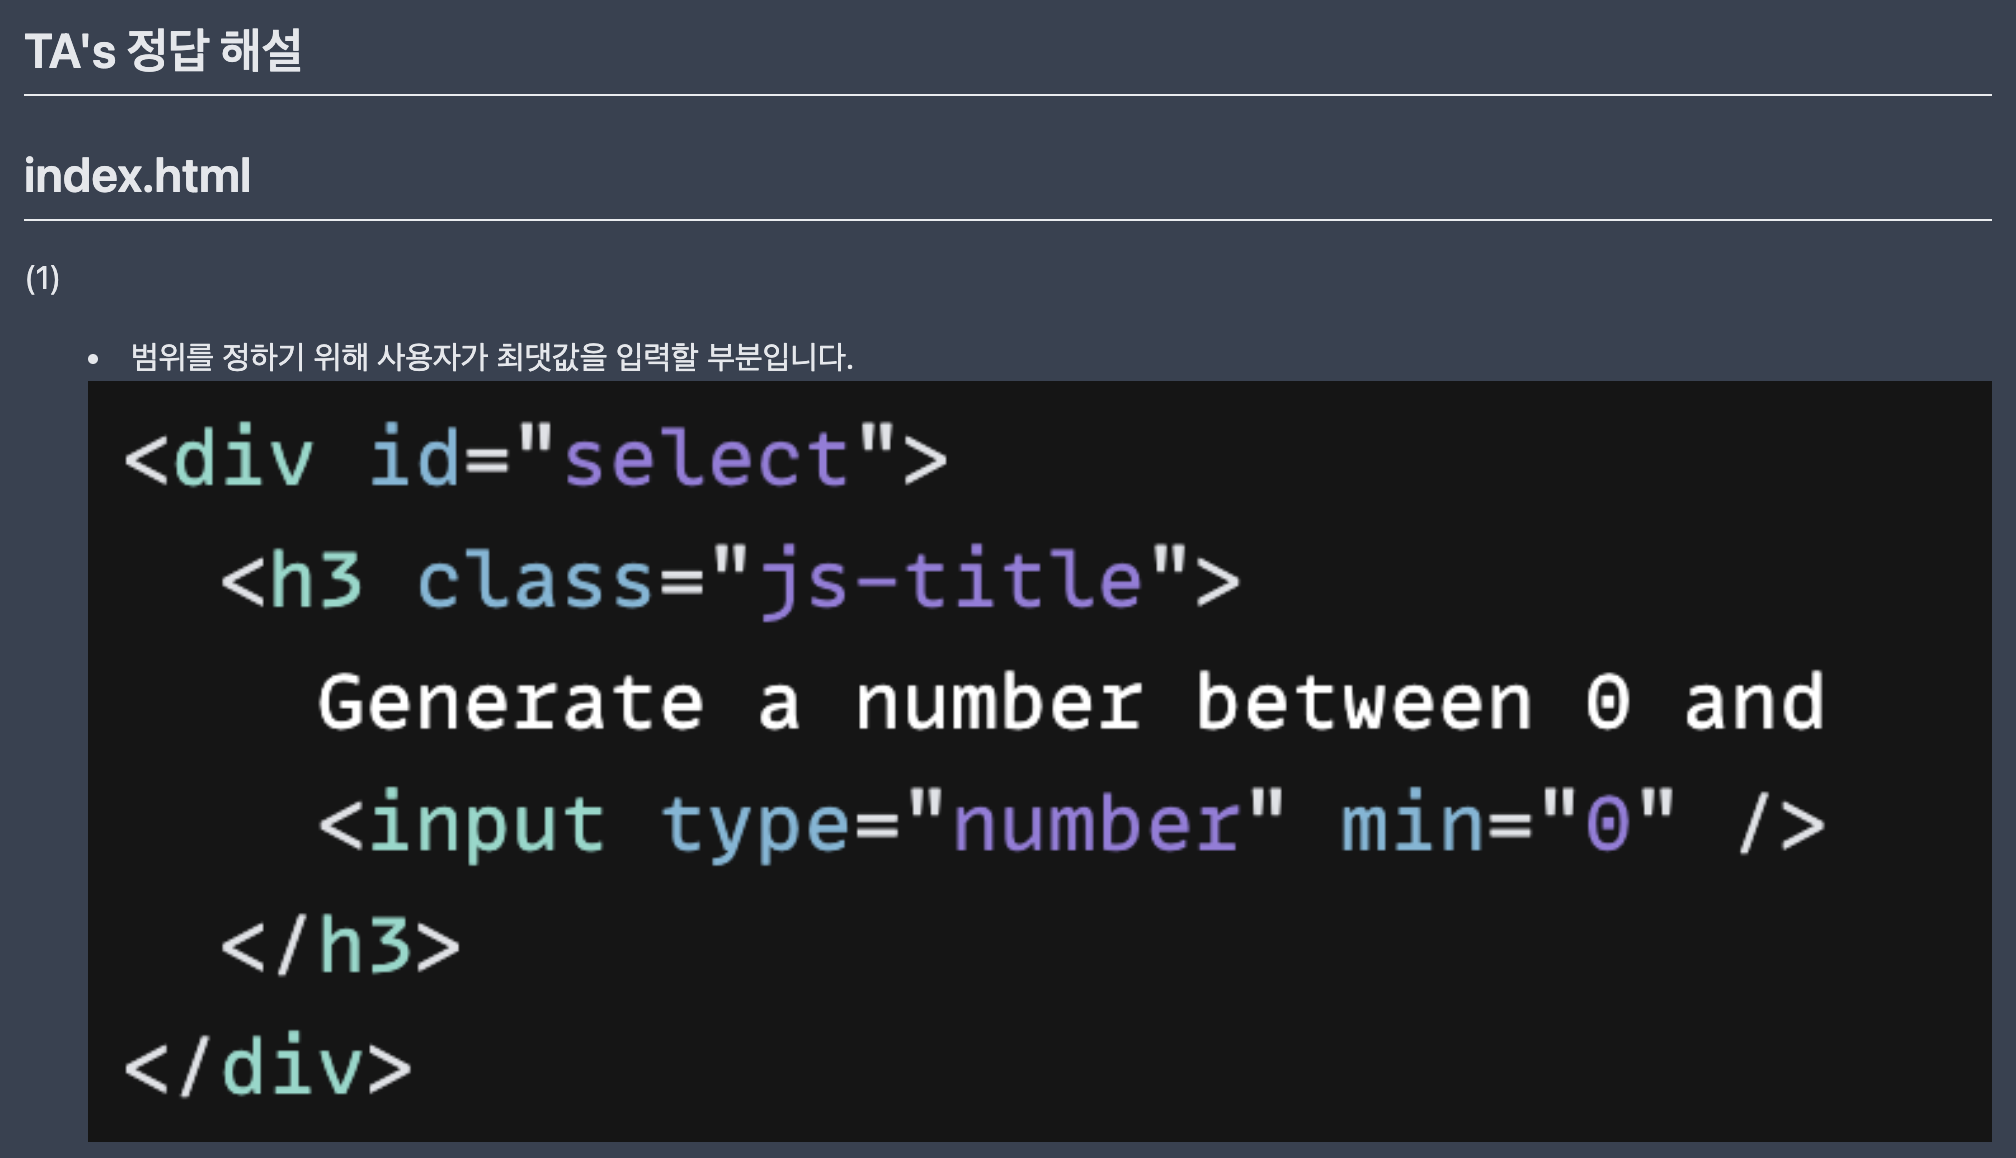 TA's 정답 해설
index.html
(1)
• 범위를 정하기 위해 사용자가 최댓값을 입력할 부분입니다.
<div id="select">
  <h3 class="js-title">
    Generate a number between 0 and
    <input type="number" min="0" />
  </h3>
</div>